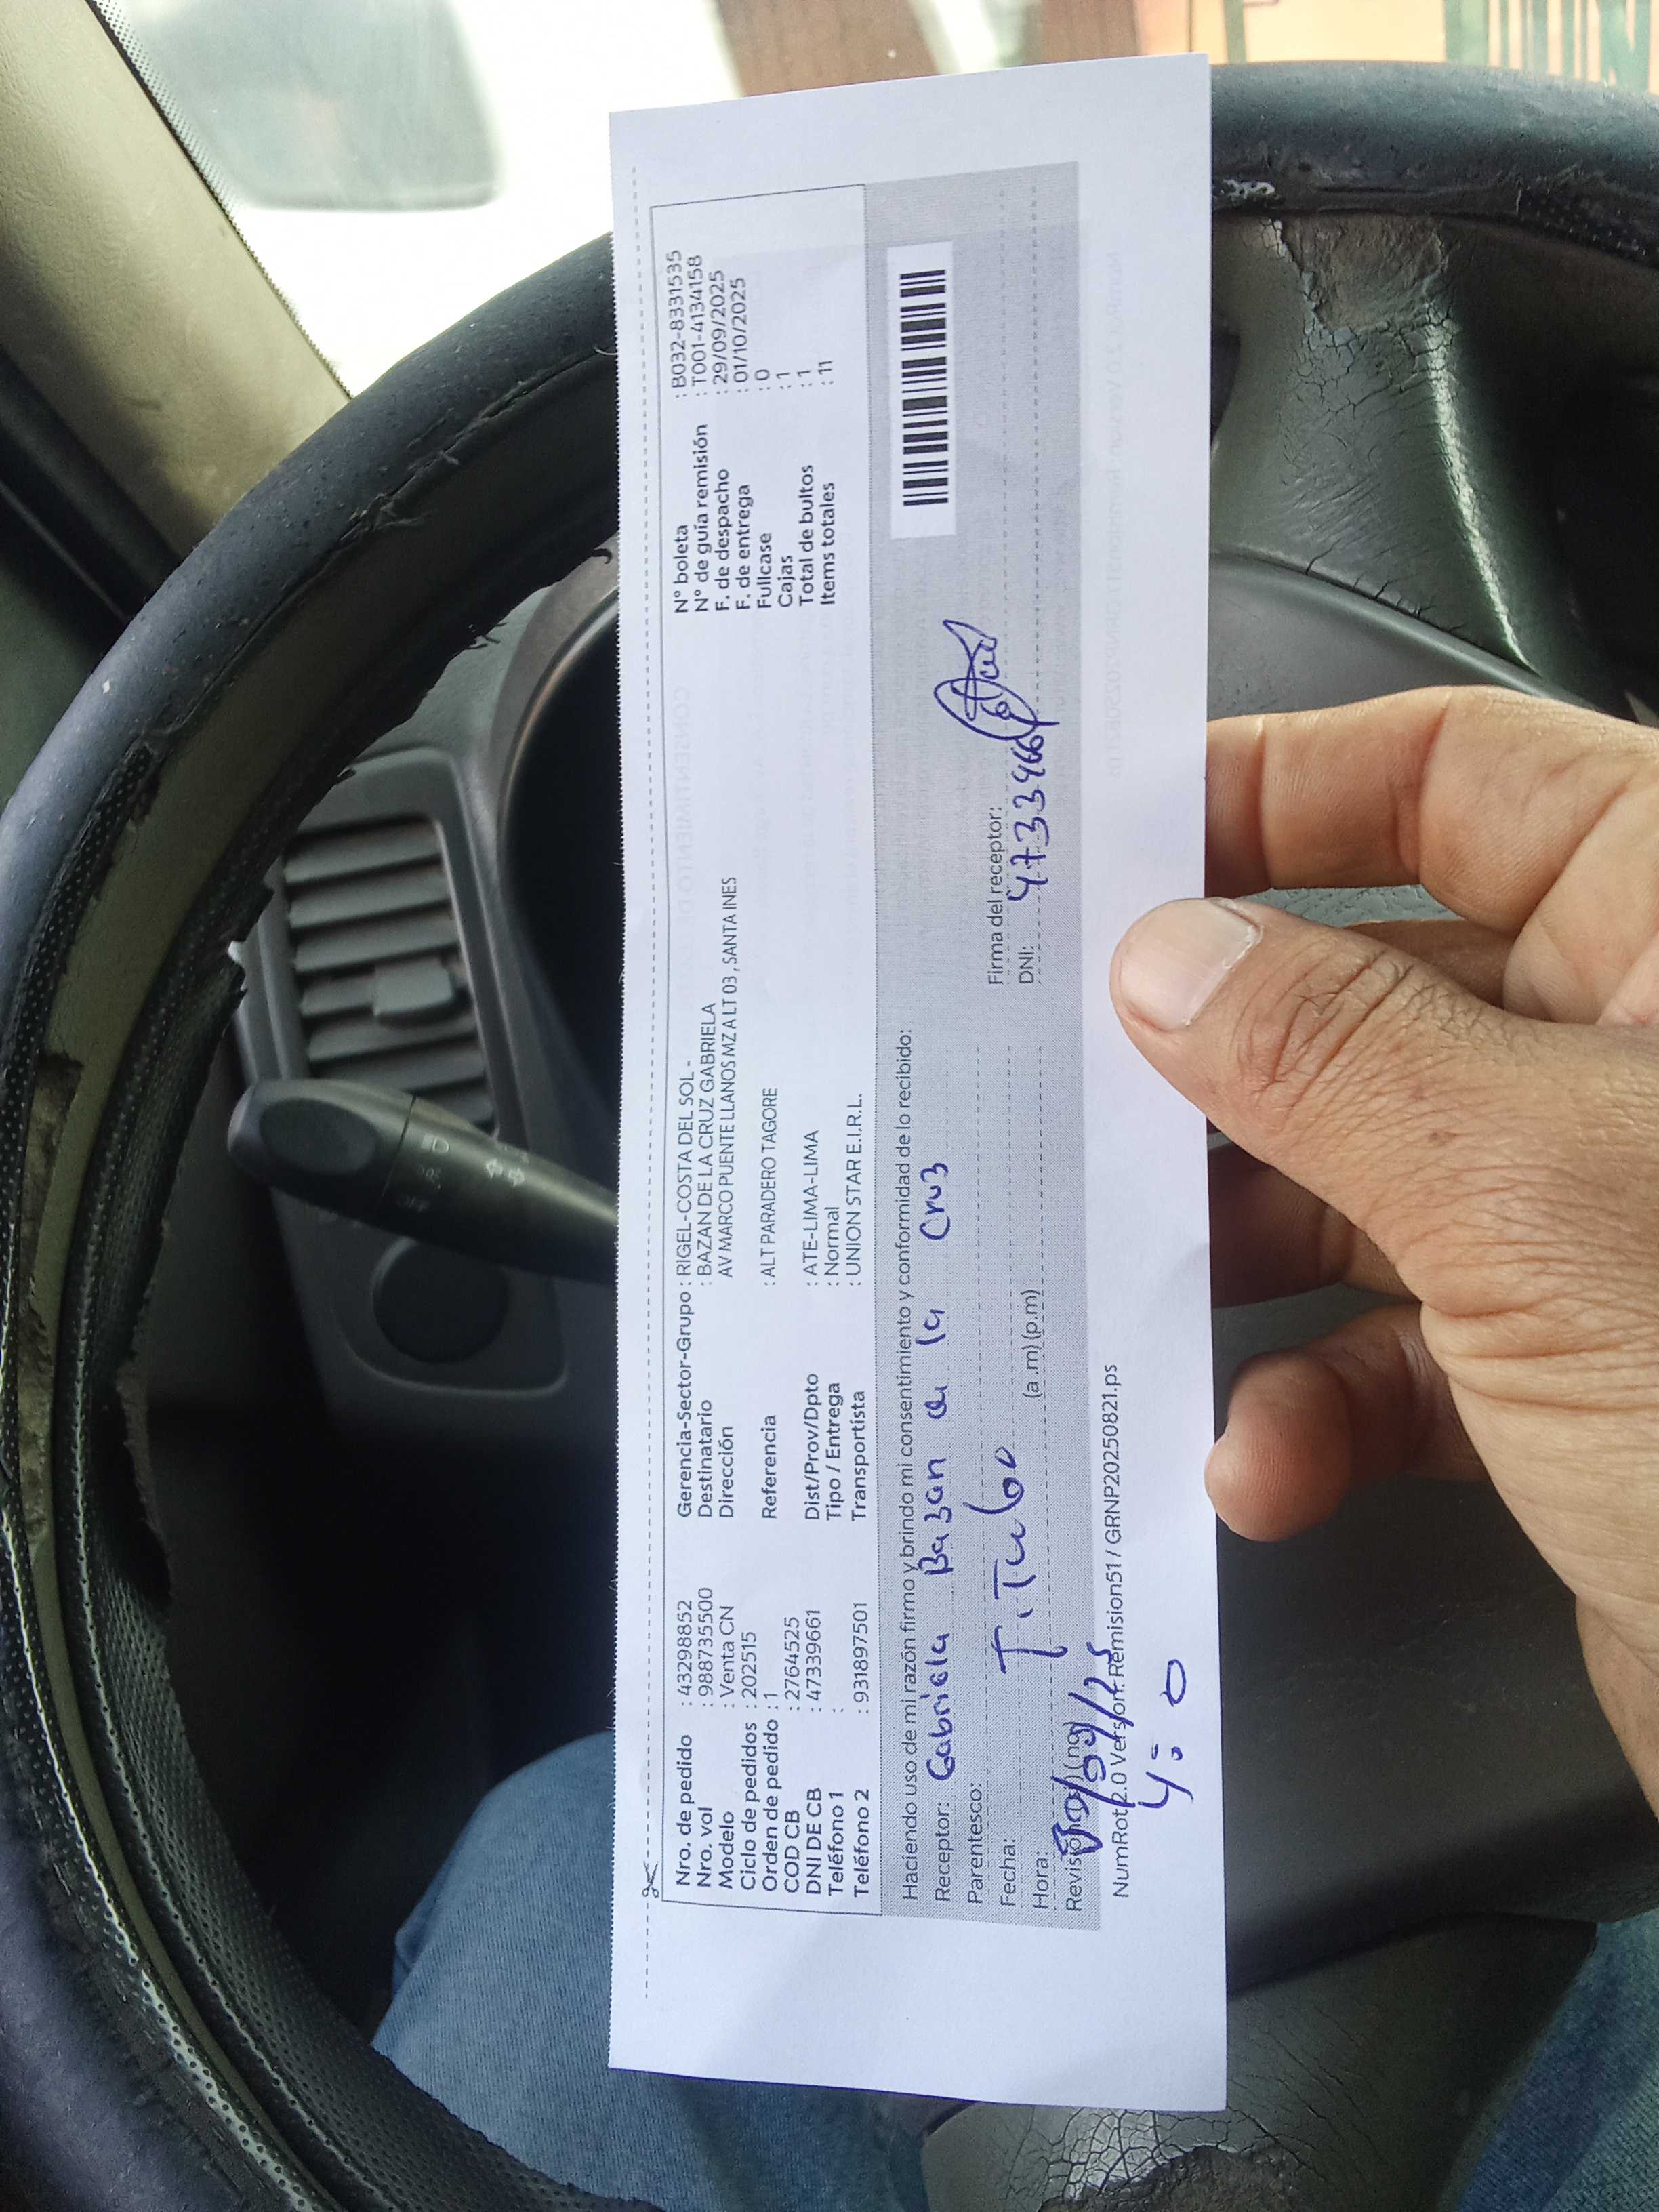 Nro. de pedido : 43298852 Gerencia-Sector-Grupo : RIGEL-COSTA DEL SOL - N° boleta : B032-8331535
Nro. vol : 988735500 Destinatario : BAZAN DE LA CRUZ GABRIELA N° de guía remisión : T001-4134158
Modelo : Venta CN Dirección AV MARCO PUENTE LLANOS MZ A LT 03 , SANTA INES F. de despacho : 29/09/2025
Ciclo de pedidos : 202515 F. de entrega : 01/10/2025
Orden de pedido : 1 Referencia : ALT PARADERO TAGORE Fullcase : 0
COD CB : 2764525 Cajas : 1
DNI DE CB : 47339661 Dist/Prov/Dpto : ATE-LIMA-LIMA Total de bultos : 1
Teléfono 1 : Tipo / Entrega : Normal Items totales : 11
Teléfono 2 : 931897501 Transportista : UNION STAR E.I.R.L.
Haciendo uso de mi razón firmo y brindo mi consentimiento y conformidad de lo recibido:
Receptor: Gabriela Bazan de la Cruz
Parentesco: Titular
Fecha: Firma del receptor:
Hora: (a .m) (p.m) DNI:
30/09/25
NumRot 2.0 Version: Remision51 / GRNP20250821.ps
4:0